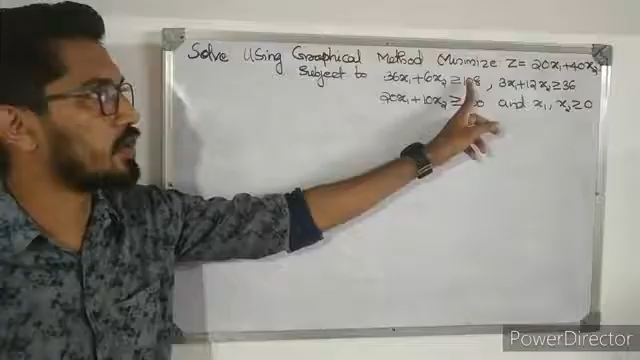 Solve Using Graphical Method Minimize Z = 20x₁+40x₂
Subject to 36x₁+6x₂ ≥ 108 , 3x₁+12x₂ ≥ 36
20x₁+10x₂ ≥ and x₁, x₂ ≥ 0
PowerDirector